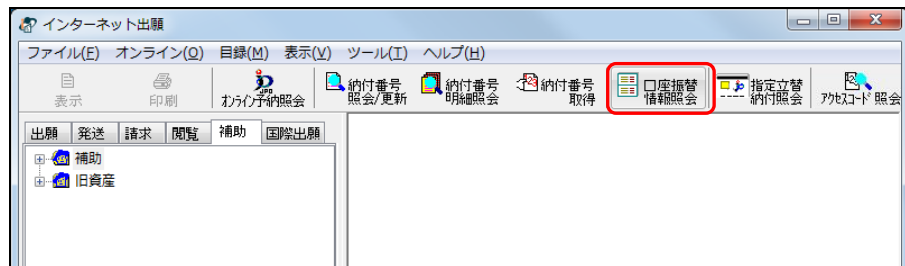 インターネット出願
ファイル(F) オンライン(O) 目録(M) 表示(V) ツール(T) ヘルプ(H)
表示
印刷
オンライン予納照会
納付番号
照会/更新
納付番号
明細照会
納付番号
取得
口座振替
情報照会
指定立替
納付照会
アクセスコード照会
出願 発送 請求 閲覧 補助 国際出願
補助
旧資産